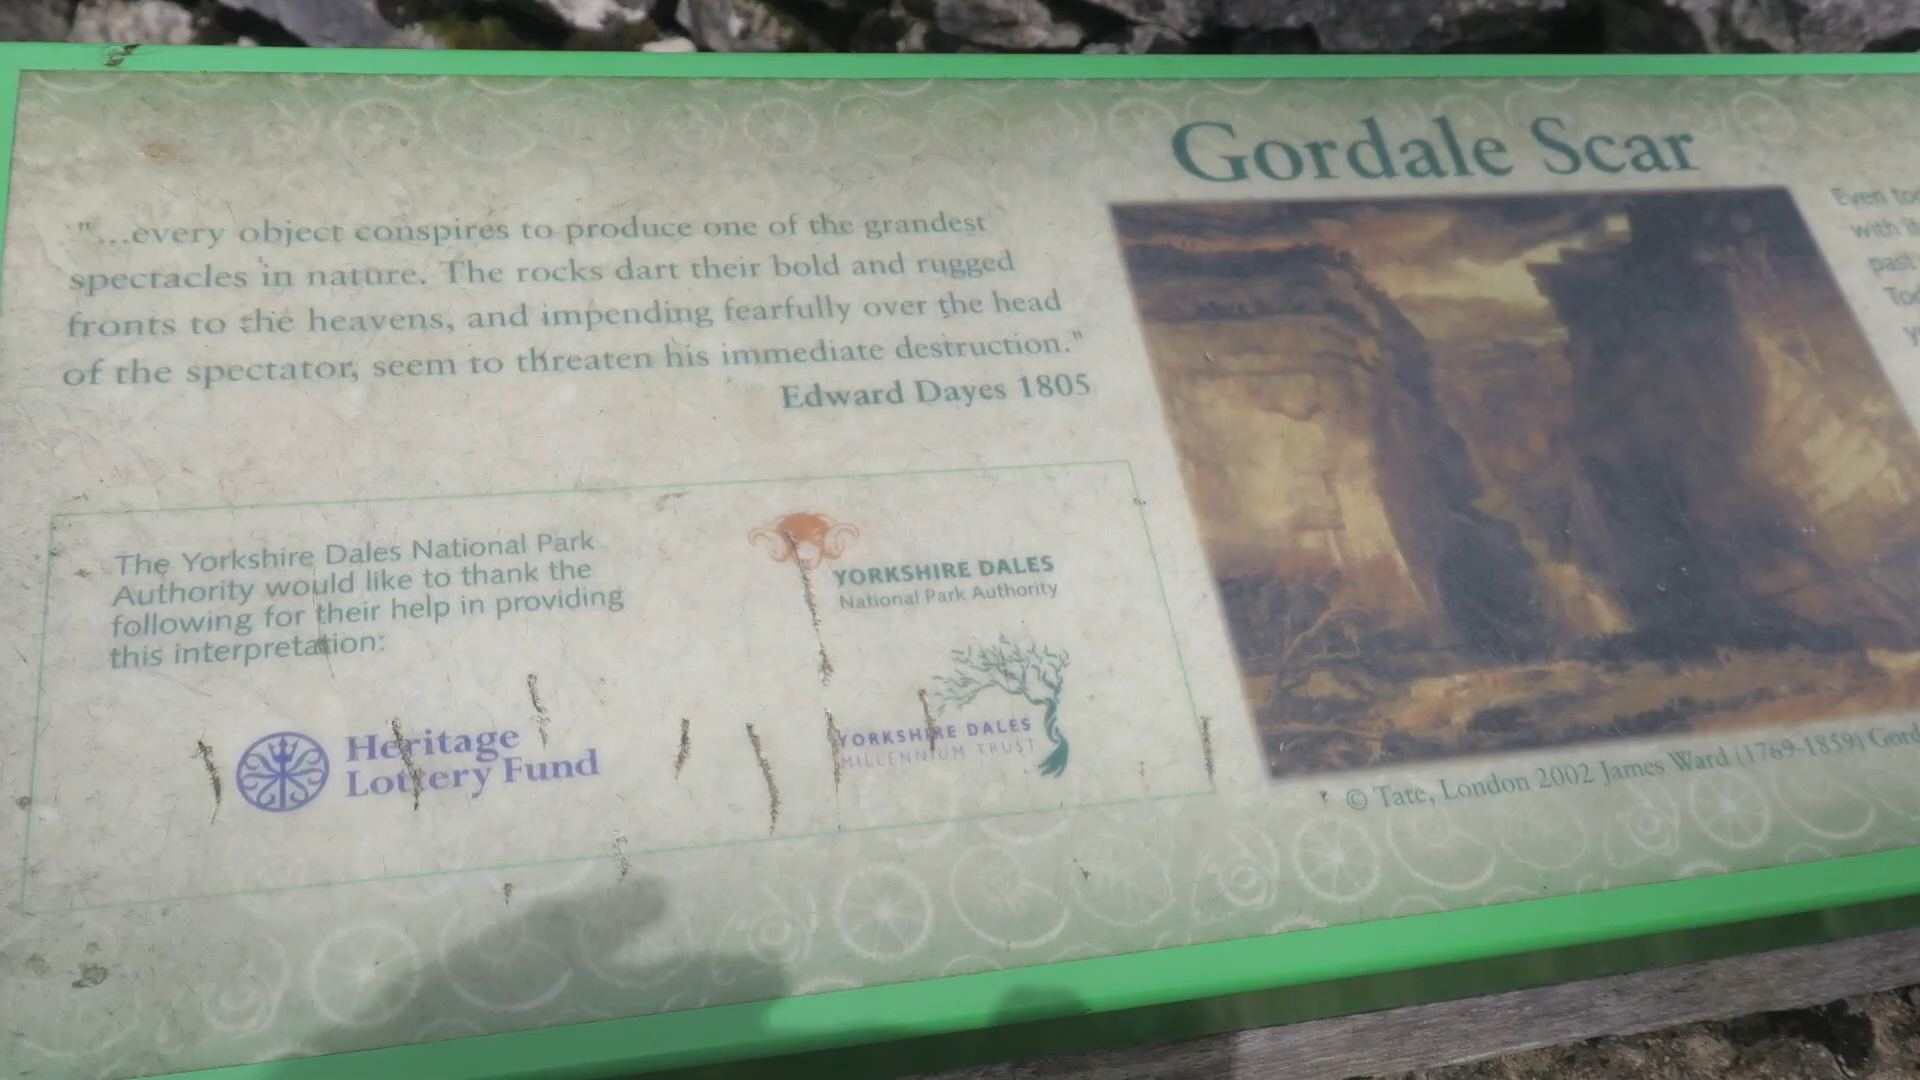 Gordale Scar
"...every object conspires to produce one of the grandest
spectacles in nature. The rocks dart their bold and rugged
fronts to the heavens, and impending fearfully over the head
of the spectator, seem to threaten his immediate destruction."
Edward Dayes 1805
The Yorkshire Dales National Park
Authority would like to thank the
following for their help in providing
this interpretation:
YORKSHIRE DALES
National Park Authority
Heritage
Lottery Fund
YORKSHIRE DALES
MILLENNIUM TRUST
© Tate, London 2002 James Ward (1769-1859) Gord
Even
with
past